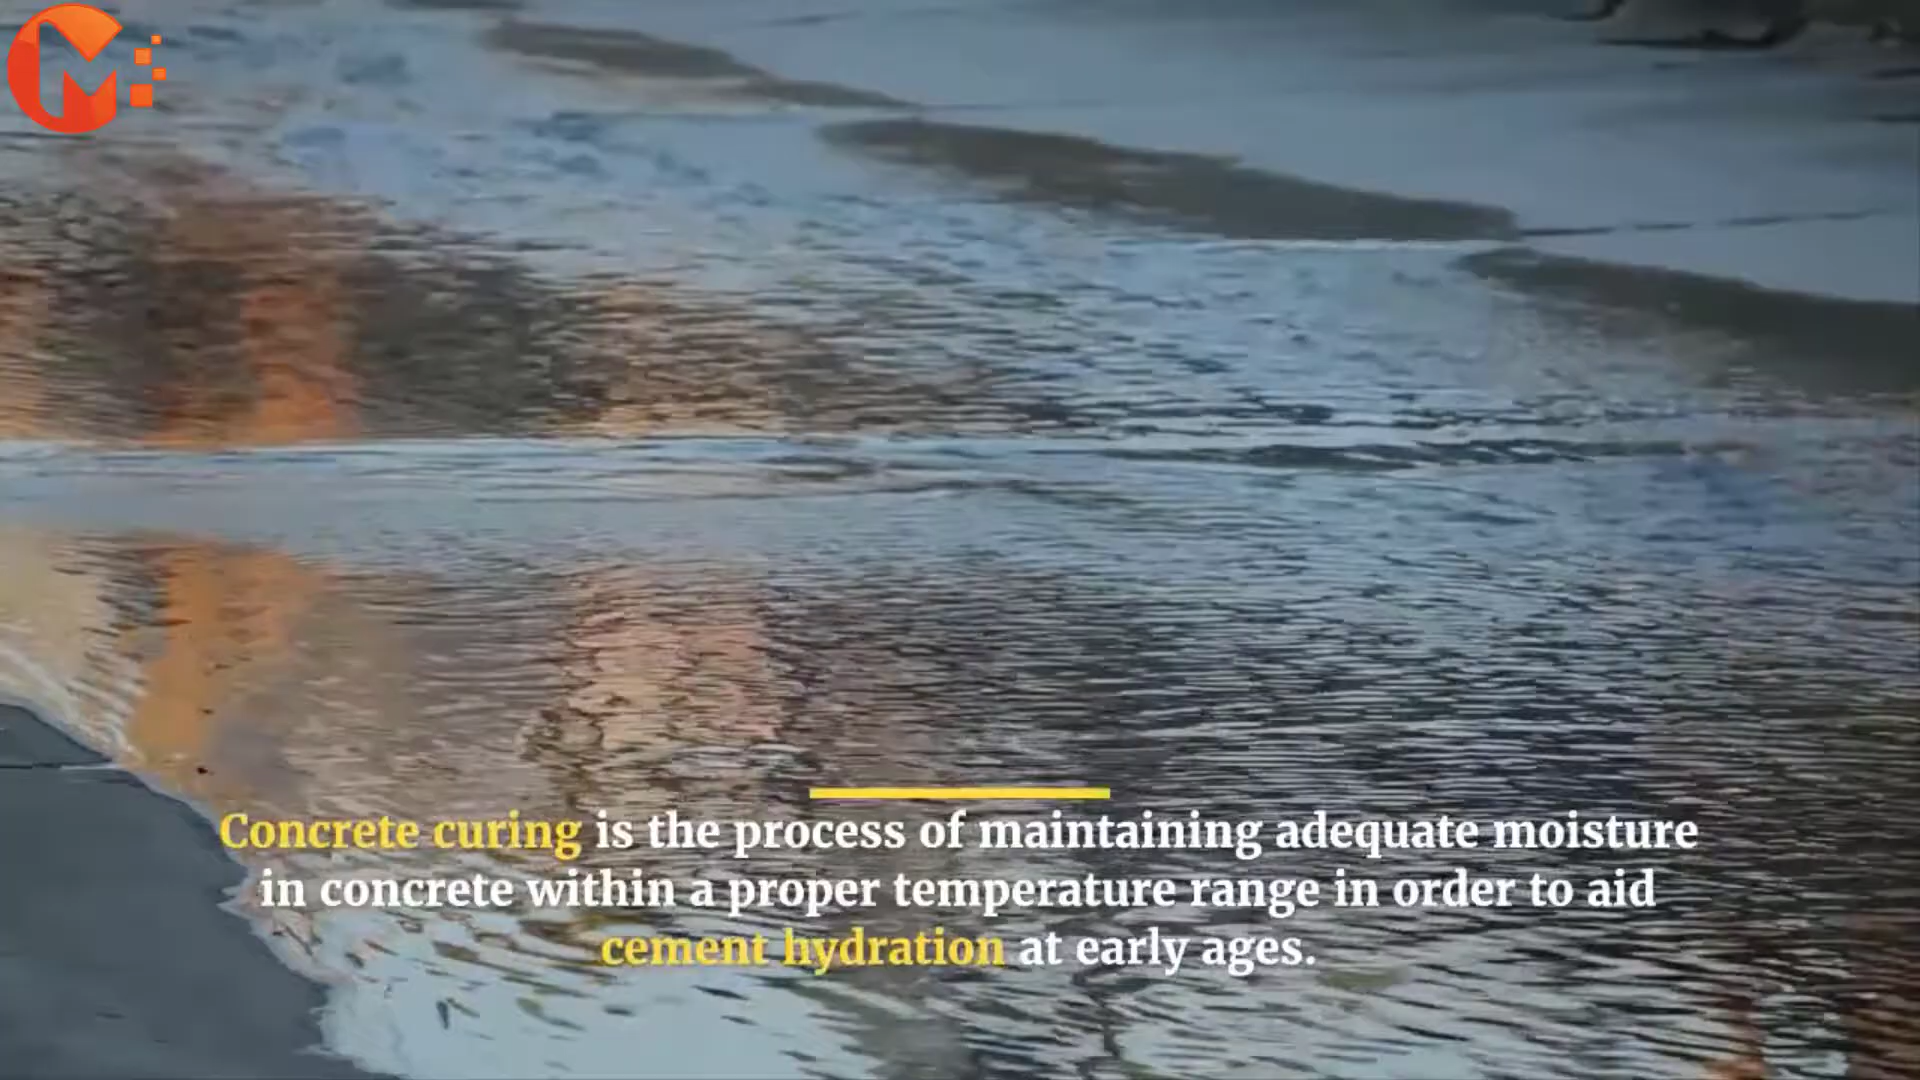 Concrete curing is the process of maintaining adequate moisture
in concrete within a proper temperature range in order to aid
cement hydration at early ages.